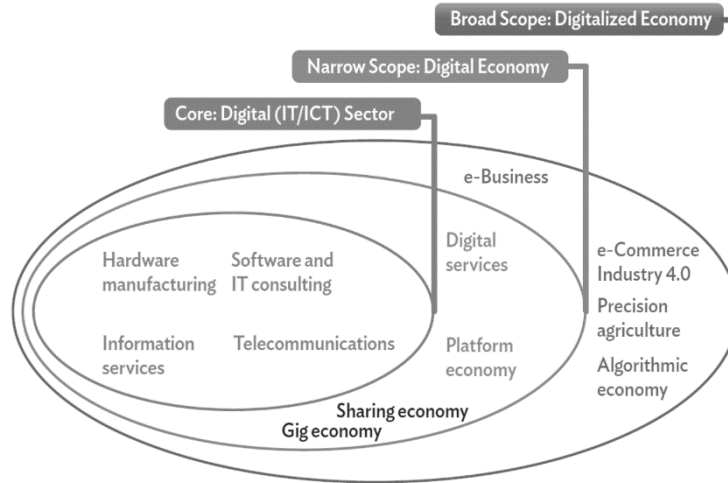 Broad Scope: Digitalized Economy
Narrow Scope: Digital Economy
Core: Digital (IT/ICT) Sector
e-Business
Hardware
manufacturing
Software and
IT consulting
Digital
services
e-Commerce
Industry 4.0
Precision
agriculture
Information
services
Telecommunications
Platform
economy
Algorithmic
economy
Sharing economy
Gig economy